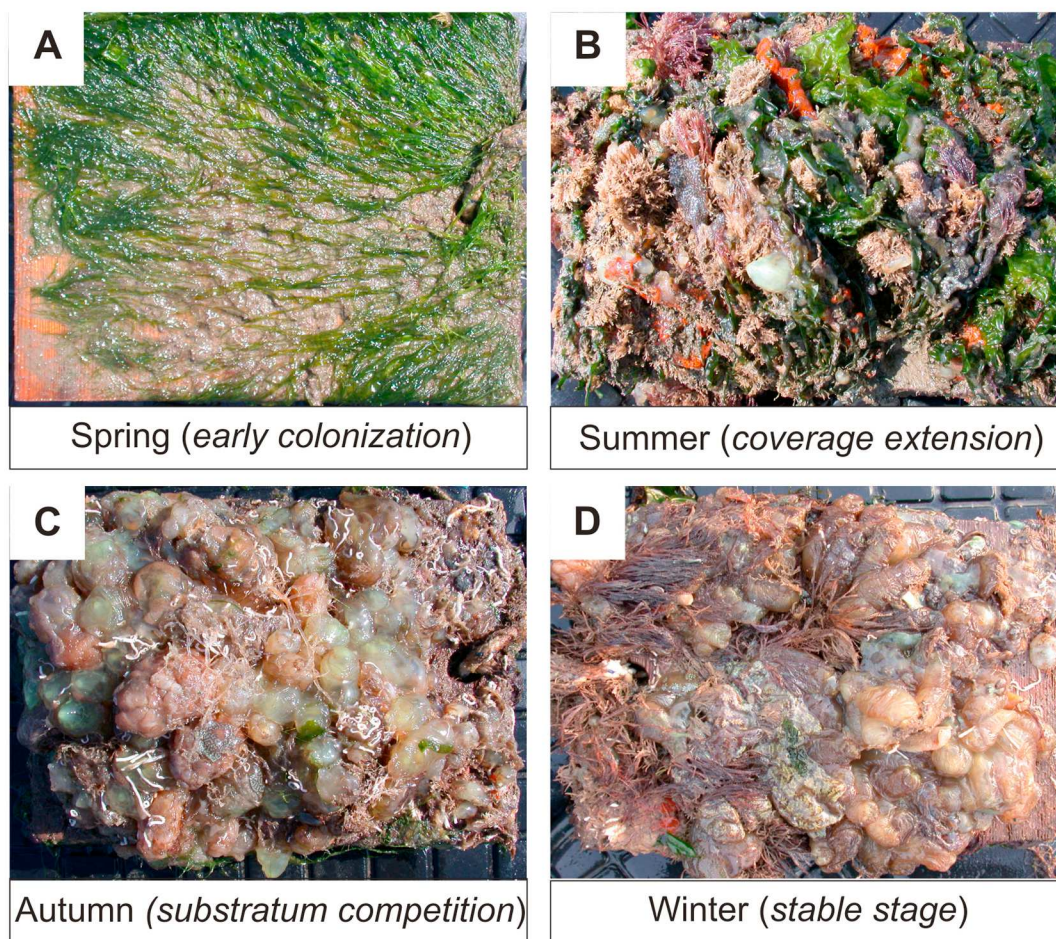 A
B
Spring (early colonization)
Summer (coverage extension)
C
D
Autumn (substratum competition)
Winter (stable stage)